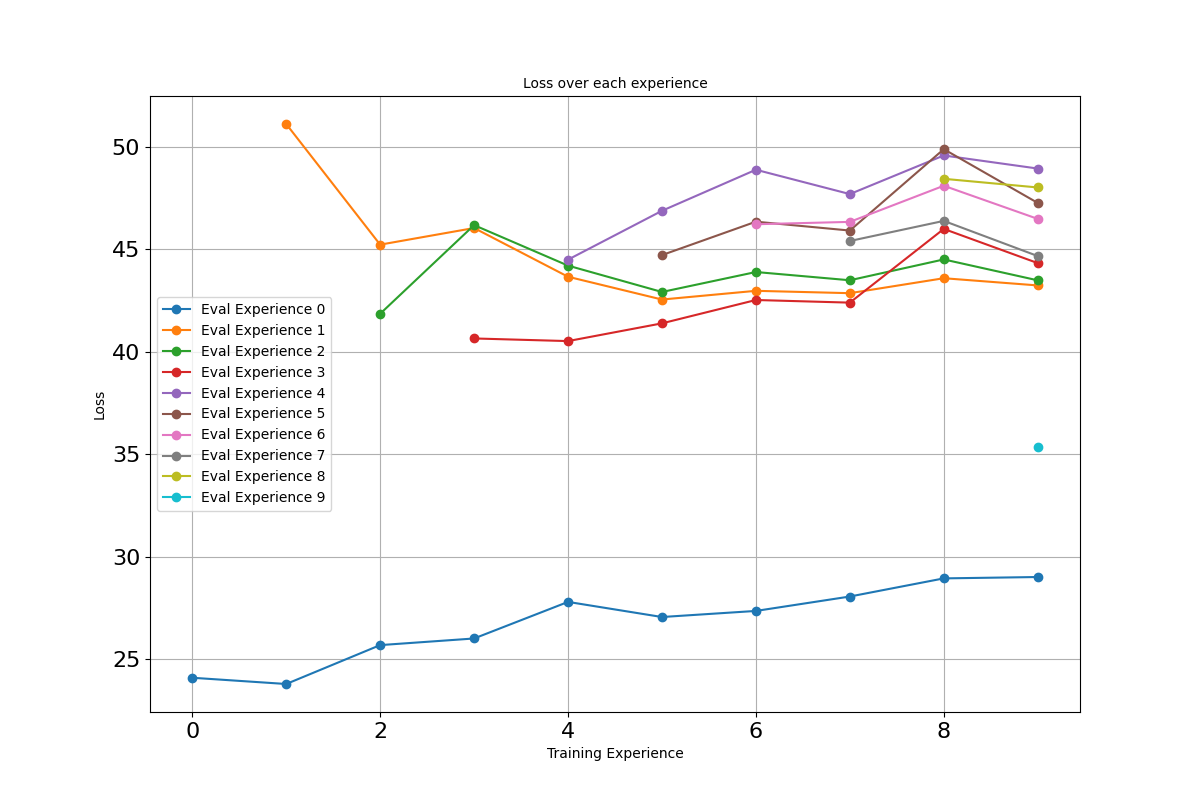 Loss over each experience
50
45
40
35
30
25
Loss
Eval Experience 0
Eval Experience 1
Eval Experience 2
Eval Experience 3
Eval Experience 4
Eval Experience 5
Eval Experience 6
Eval Experience 7
Eval Experience 8
Eval Experience 9
0 2 4 6 8
Training Experience